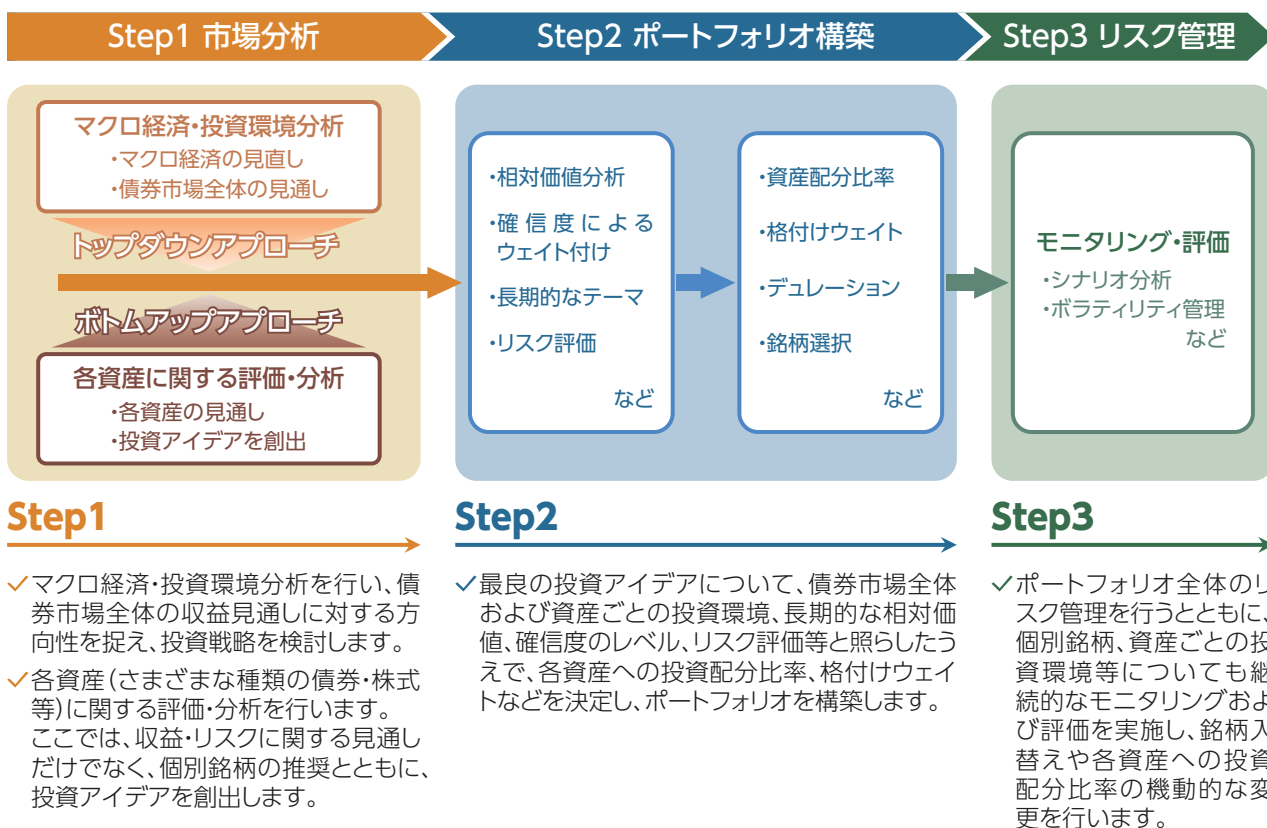 Step1 市場分析
Step2 ポートフォリオ構築
Step3 リスク管理
マクロ経済・投資環境分析
・マクロ経済の見直し
・債券市場全体の見通し
トップダウンアプローチ
ボトムアップアプローチ
各資産に関する評価・分析
・各資産の見通し
・投資アイデアを創出
・相対価値分析
・確信度による
ウェイト付け
・長期的なテーマ
・リスク評価
など
・資産配分比率
・格付けウェイト
・デュレーション
・銘柄選択
など
モニタリング・評価
・シナリオ分析
・ボラティリティ管理
など
Step1
✓マクロ経済・投資環境分析を行い、債
券市場全体の収益見通しに対する方
向性を捉え、投資戦略を検討します。
✓各資産(さまざまな種類の債券・株式
等)に関する評価・分析を行います。
ここでは、収益・リスクに関する見通し
だけでなく、個別銘柄の推奨とともに、
投資アイデアを創出します。
Step2
✓最良の投資アイデアについて、債券市場全体
および資産ごとの投資環境、長期的な相対価
値、確信度のレベル、リスク評価等と照らしたう
えで、各資産への投資配分比率、格付けウェイ
トなどを決定し、ポートフォリオを構築します。
Step3
✓ポートフォリオ全体のリ
スク管理を行うとともに、
個別銘柄、資産ごとの投
資環境等についても継
続的なモニタリングおよ
び評価を実施し、銘柄入
替えや各資産への投資
配分比率の機動的な変
更を行います。